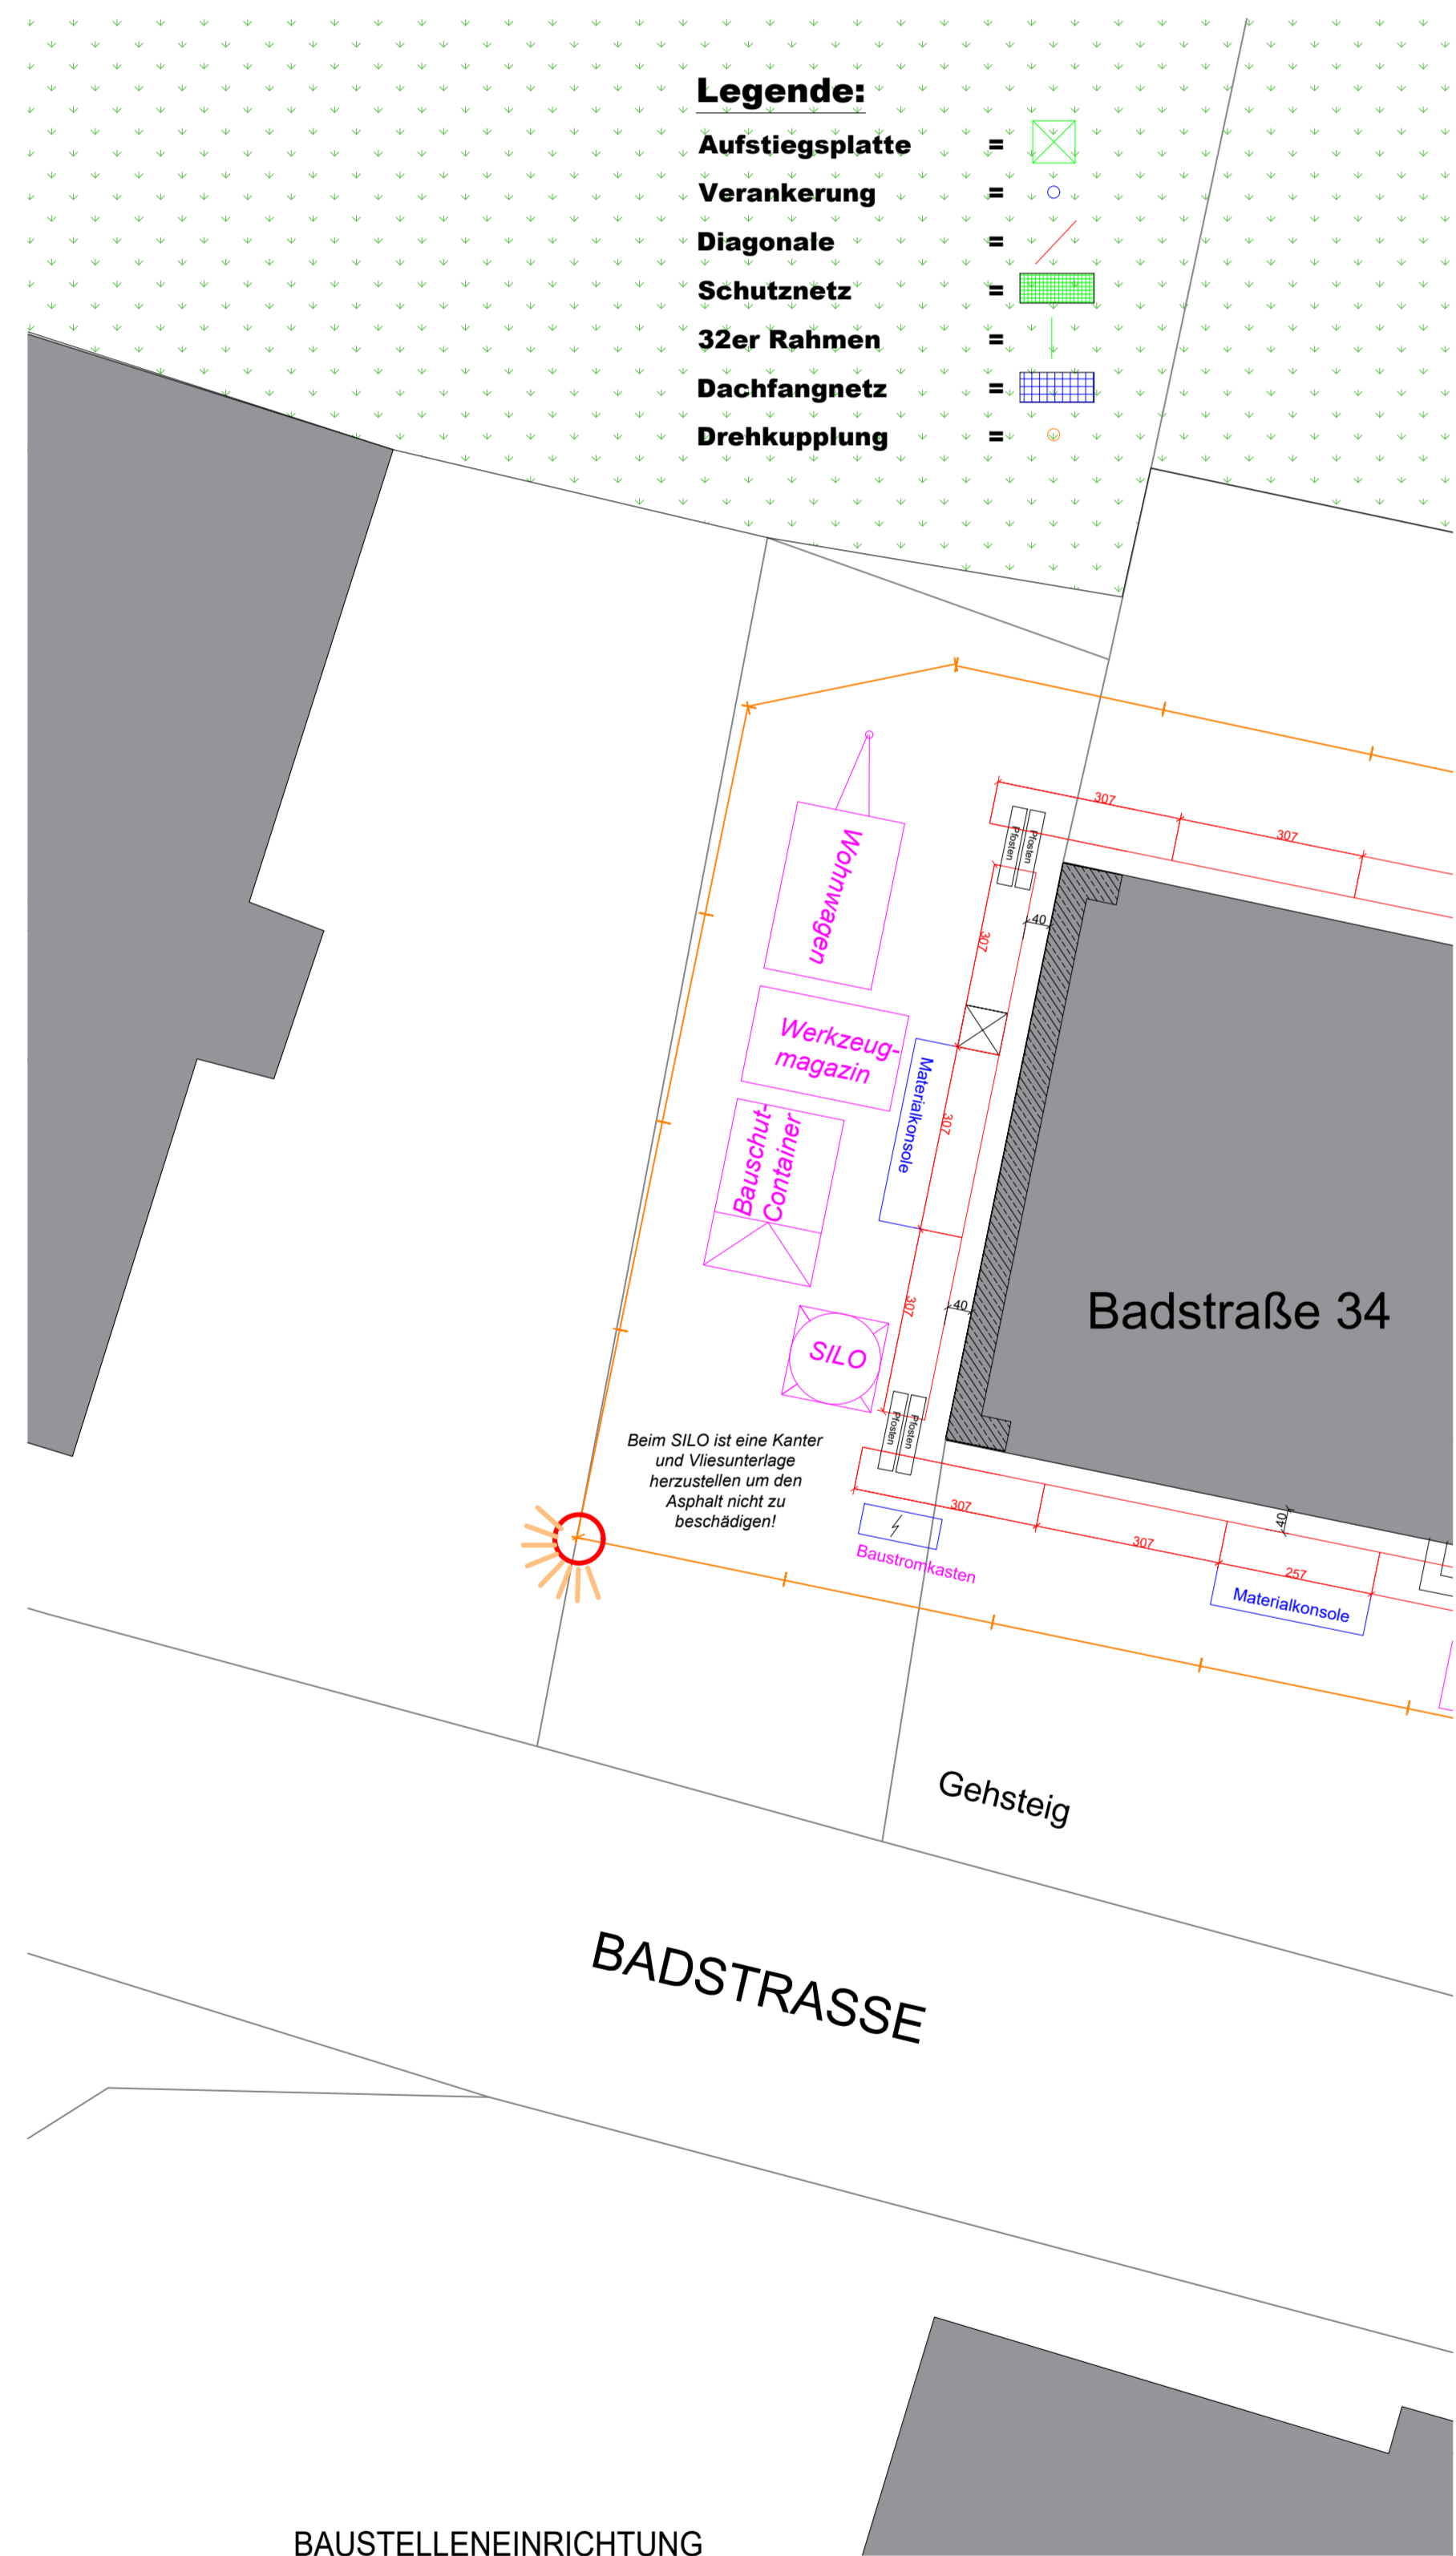 Legende:
Aufstiegsplatte =
Verankerung =
Diagonale =
Schutznetz =
32er Rahmen =
Dachfangnetz =
Drehkupplung =
307
307
Pfosten
Pfosten
Wohnwagen
40
307
Werkzeug-
magazin
Materialkonsole
307
Bauschut-
Container
307
40
Badstraße 34
SILO
Pfosten
Pfosten
Beim SILO ist eine Kanter
und Vliesunterlage
herzustellen um den
Asphalt nicht zu
beschädigen!
307
307
257
40
Baustromkasten
Materialkonsole
Gehsteig
BADSTRASSE
BAUSTELLENEINRICHTUNG